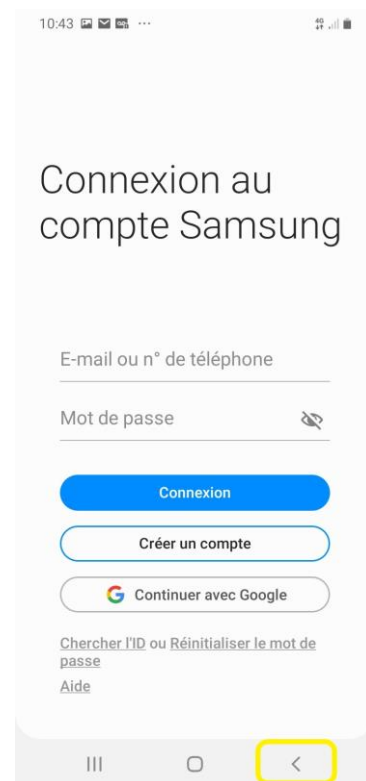 10:43
4G
Connexion au
compte Samsung
E-mail ou n° de téléphone
Mot de passe
Connexion
Créer un compte
Continuer avec Google
Chercher l'ID ou Réinitialiser le mot de
passe
Aide